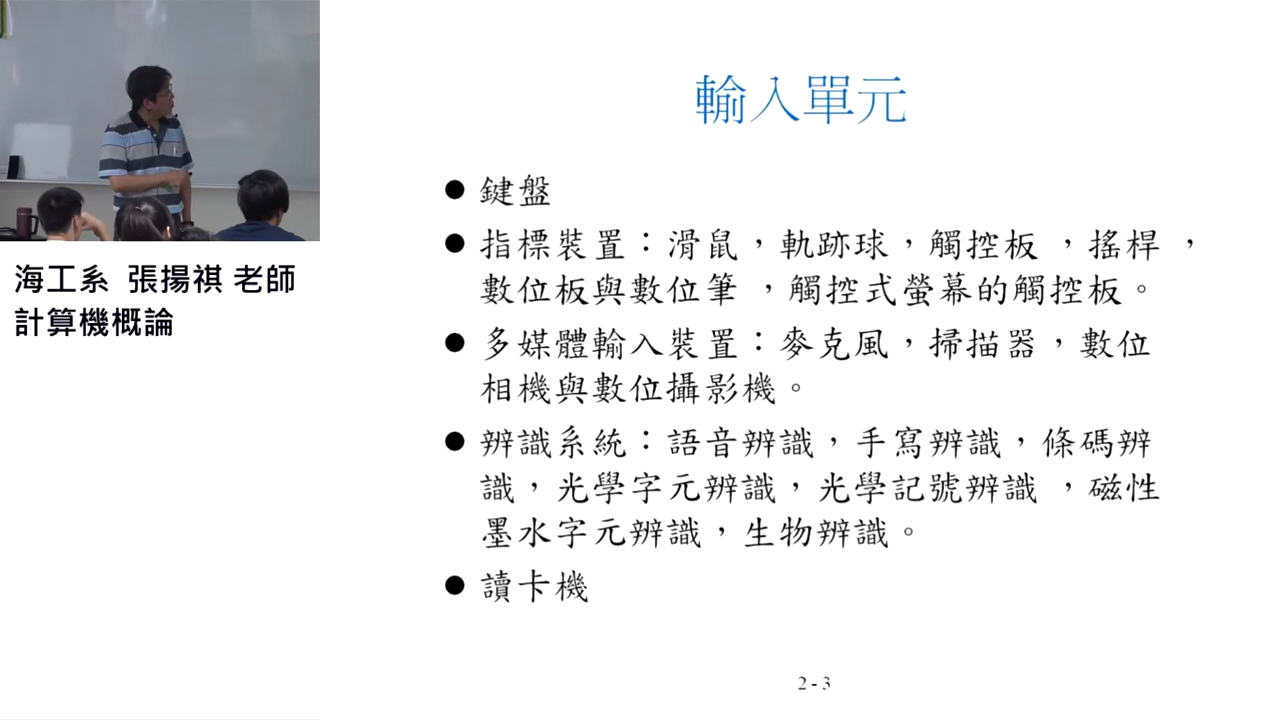 海工系 張揚祺 老師
計算機概論
輸入單元
● 鍵盤
● 指標裝置：滑鼠，軌跡球，觸控板 ，搖桿 ，
數位板與數位筆 ，觸控式螢幕的觸控板。
● 多媒體輸入裝置：麥克風，掃描器，數位
相機與數位攝影機。
● 辨識系統：語音辨識，手寫辨識，條碼辨
識，光學字元辨識，光學記號辨識 ，磁性
墨水字元辨識，生物辨識。
● 讀卡機
2 - 3